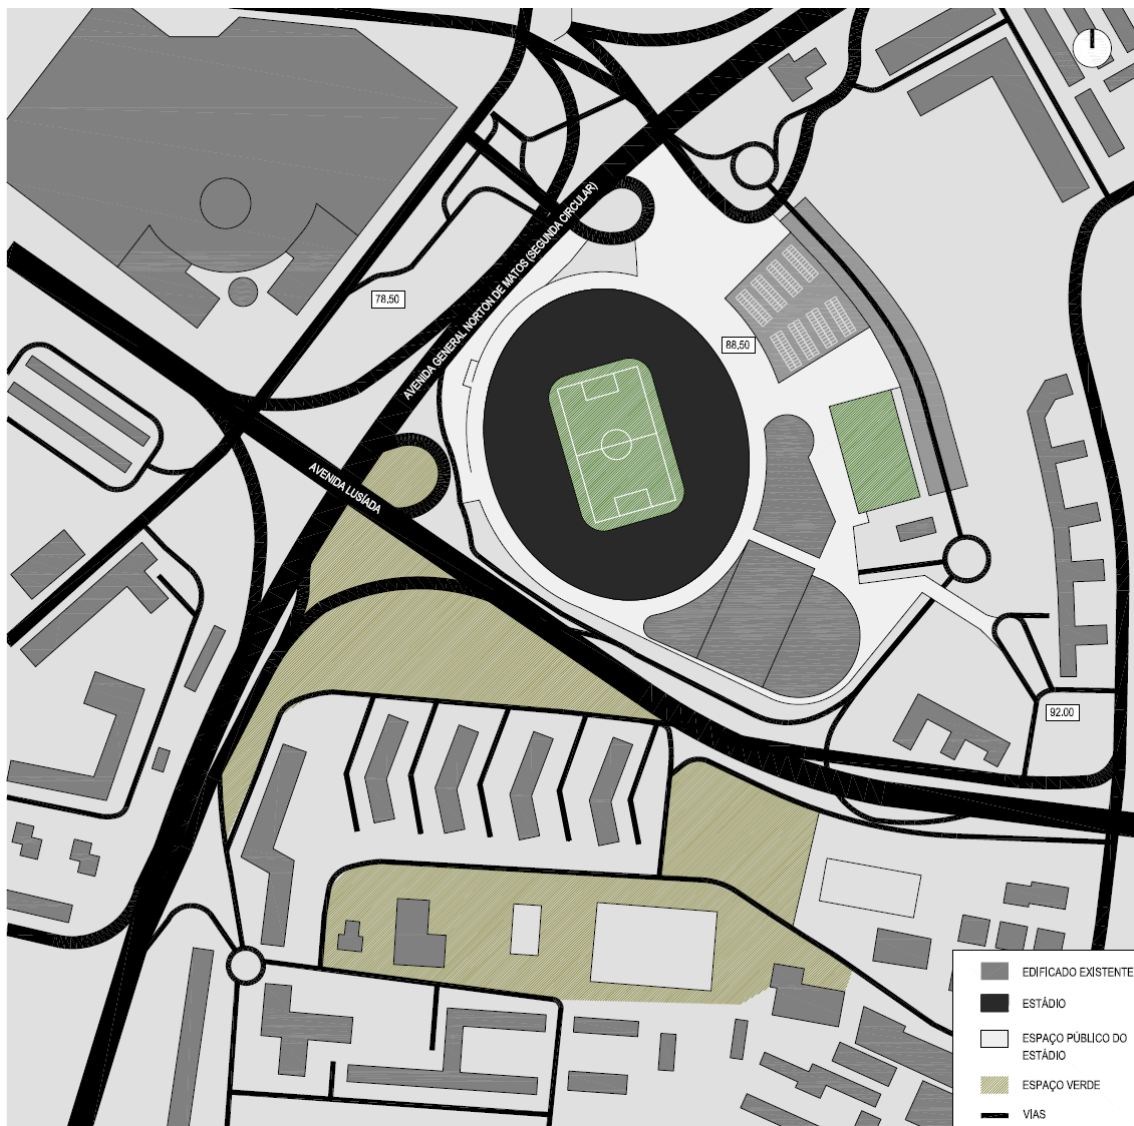 AVENIDA GENERAL NORTON DE MATOS (SEGUNDA CIRCULAR)
78.50
88,50
AVENIDA LUSÍADA
92.00
EDIFICADO EXISTENTE
ESTÁDIO
ESPAÇO PÚBLICO DO
ESTÁDIO
ESPAÇO VERDE
VÍAS